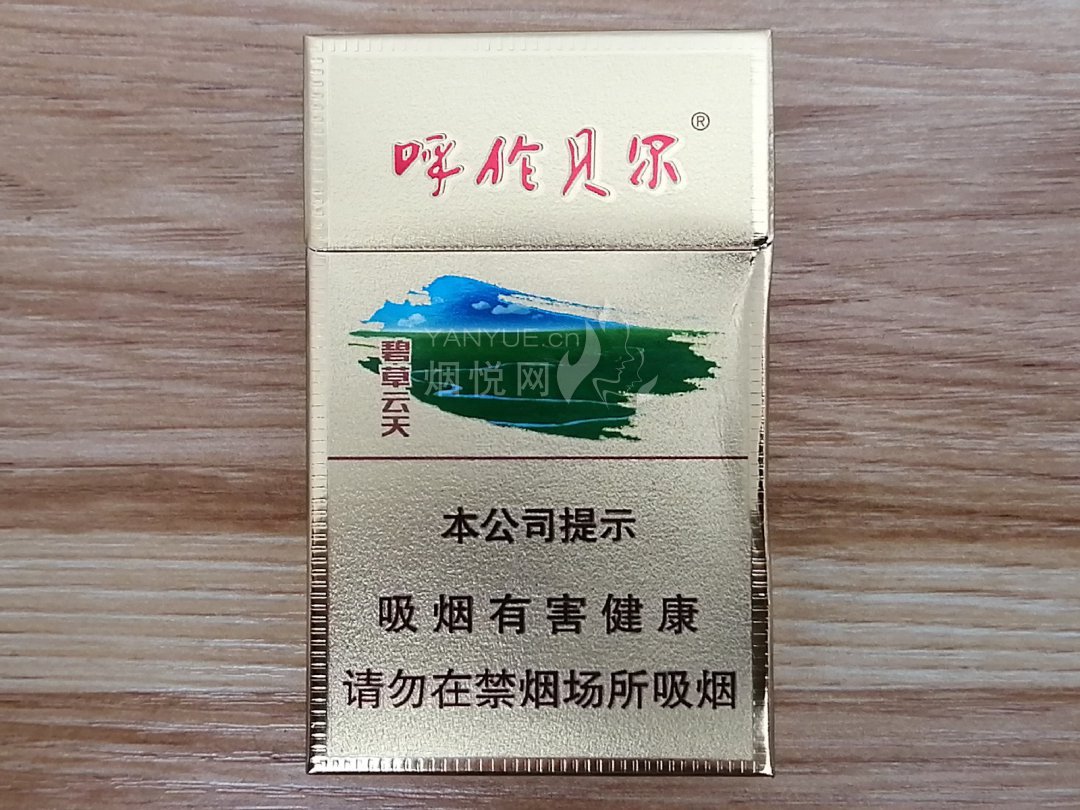 呼伦贝尔®
YANYUE.cn
烟悦网
碧草云天
本公司提示
吸烟有害健康
请勿在禁烟场所吸烟